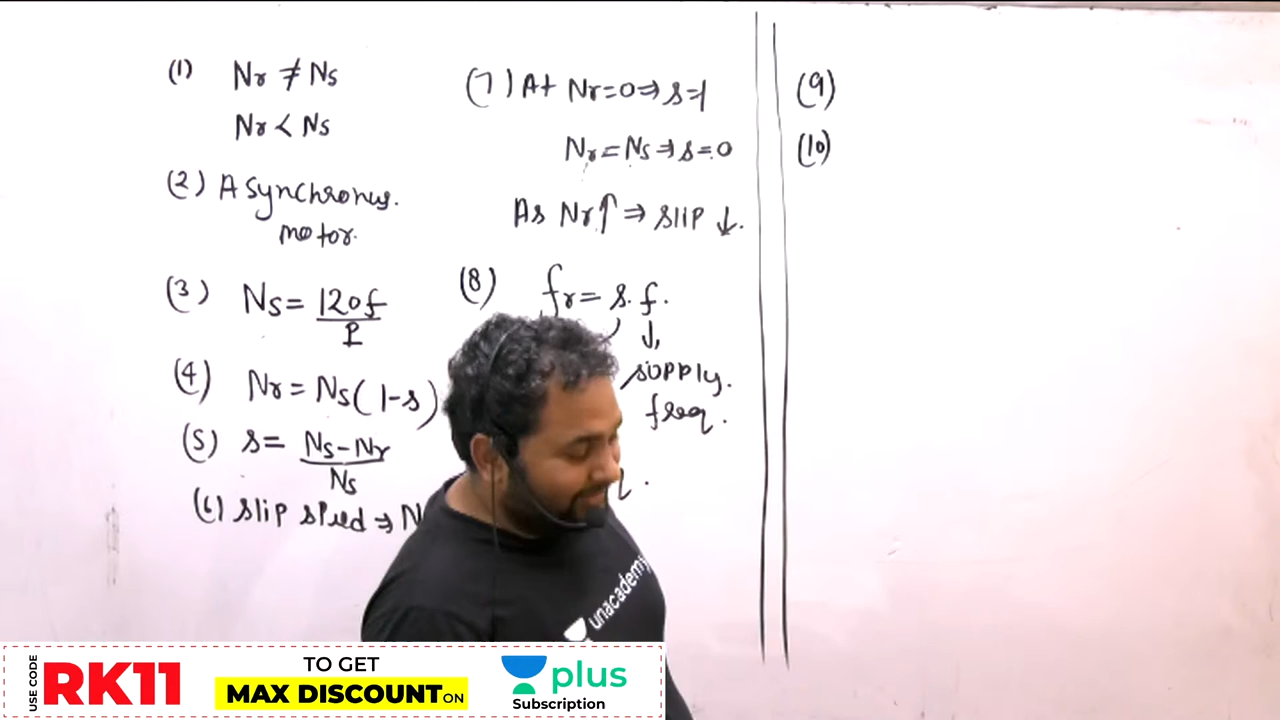 (1) Nr ≠ Ns
Nr < Ns
(2) Asynchronus.
motor.
(3) Ns = 120f/P
(4) Nr = Ns(1-s)
(5) s = Ns-Nr/Ns
(6) slip speed ⇒ N
(7) At Nr=0 ⇒ s=1
Nr = Ns ⇒ s=0
As Nr↑ ⇒ slip ↓.
(8) fr = s.f.
↓
supply.
freq.
(9)
(10)
unacademy
USE CODE RK11
TO GET
MAX DISCOUNT ON
plus
Subscription